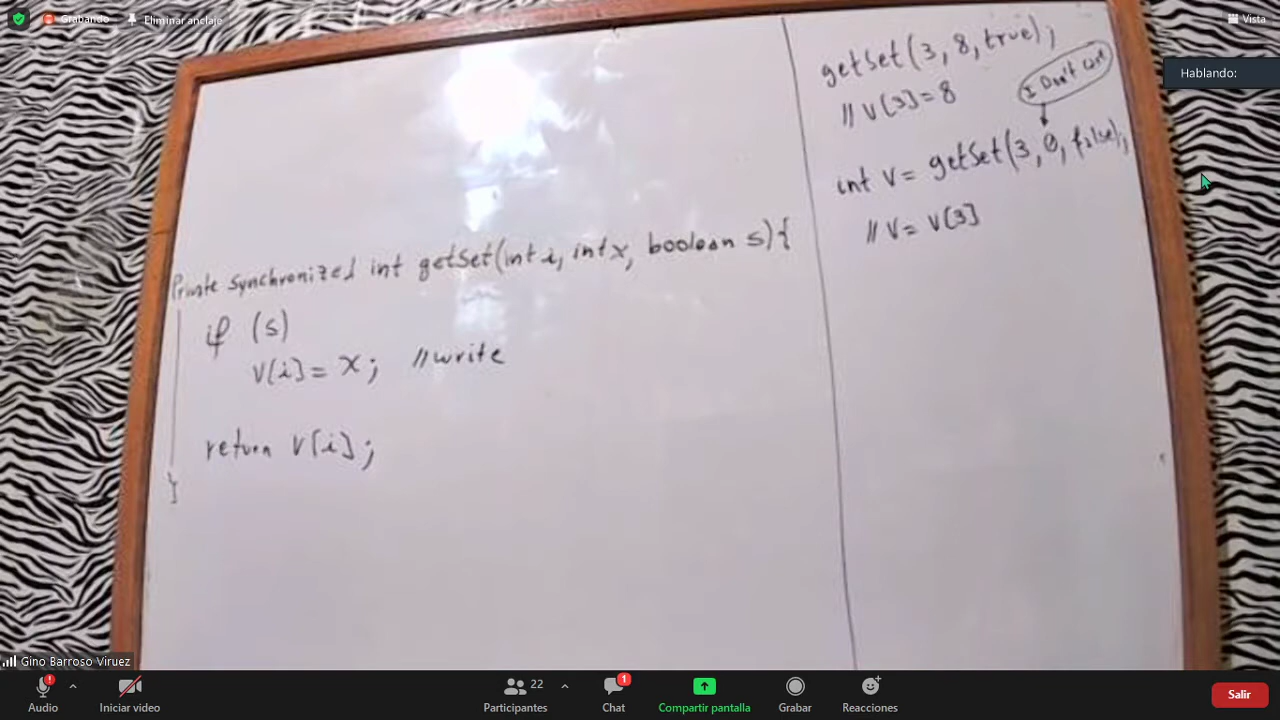 Grabando
Eliminar anclaje
Vista
Hablando:
getSet(3, 8, true);
// V[3]=8
I Don't care
int V= getSet(3, 0, false);
// V= V[3]
Private synchronized int getSet(int i, int x, boolean s){
if (s)
V[i]= X; //write
return V[i];
}
Gino Barroso Viruez
Audio
Iniciar video
22
Participantes
1
Chat
Compartir pantalla
Grabar
Reacciones
Salir